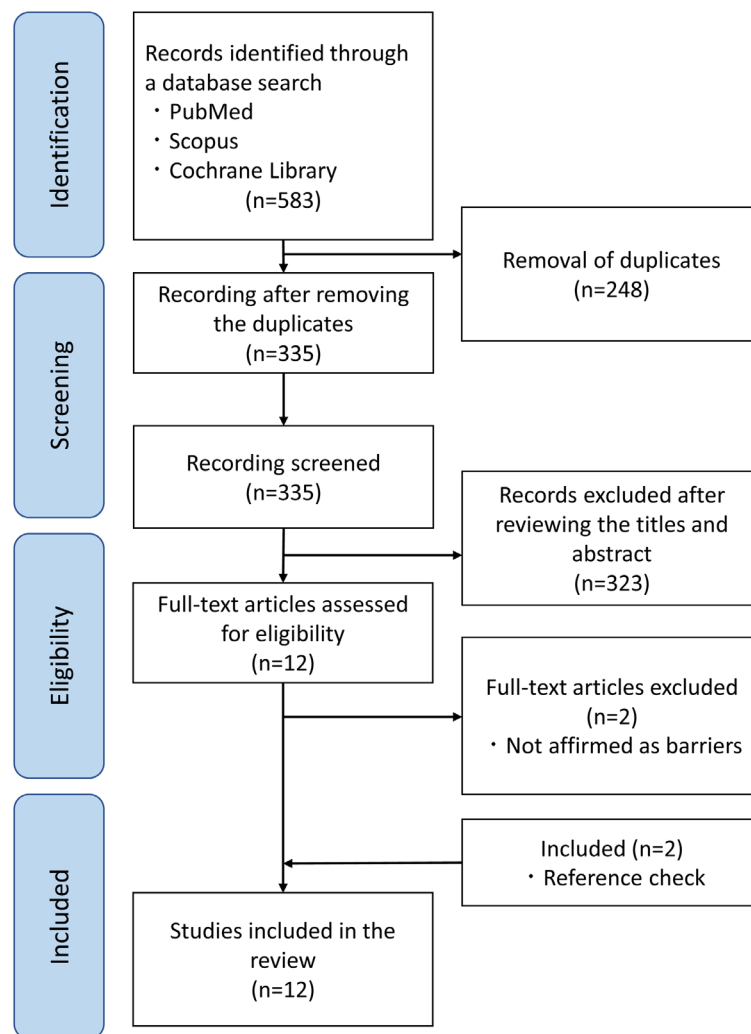 Identification
Records identified through
a database search
・PubMed
・Scopus
・Cochrane Library
(n=583)
Removal of duplicates
(n=248)
Screening
Recording after removing
the duplicates
(n=335)
Recording screened
(n=335)
Records excluded after
reviewing the titles and
abstract
(n=323)
Eligibility
Full-text articles assessed
for eligibility
(n=12)
Full-text articles excluded
(n=2)
・Not affirmed as barriers
Included
Included (n=2)
・Reference check
Studies included in the
review
(n=12)